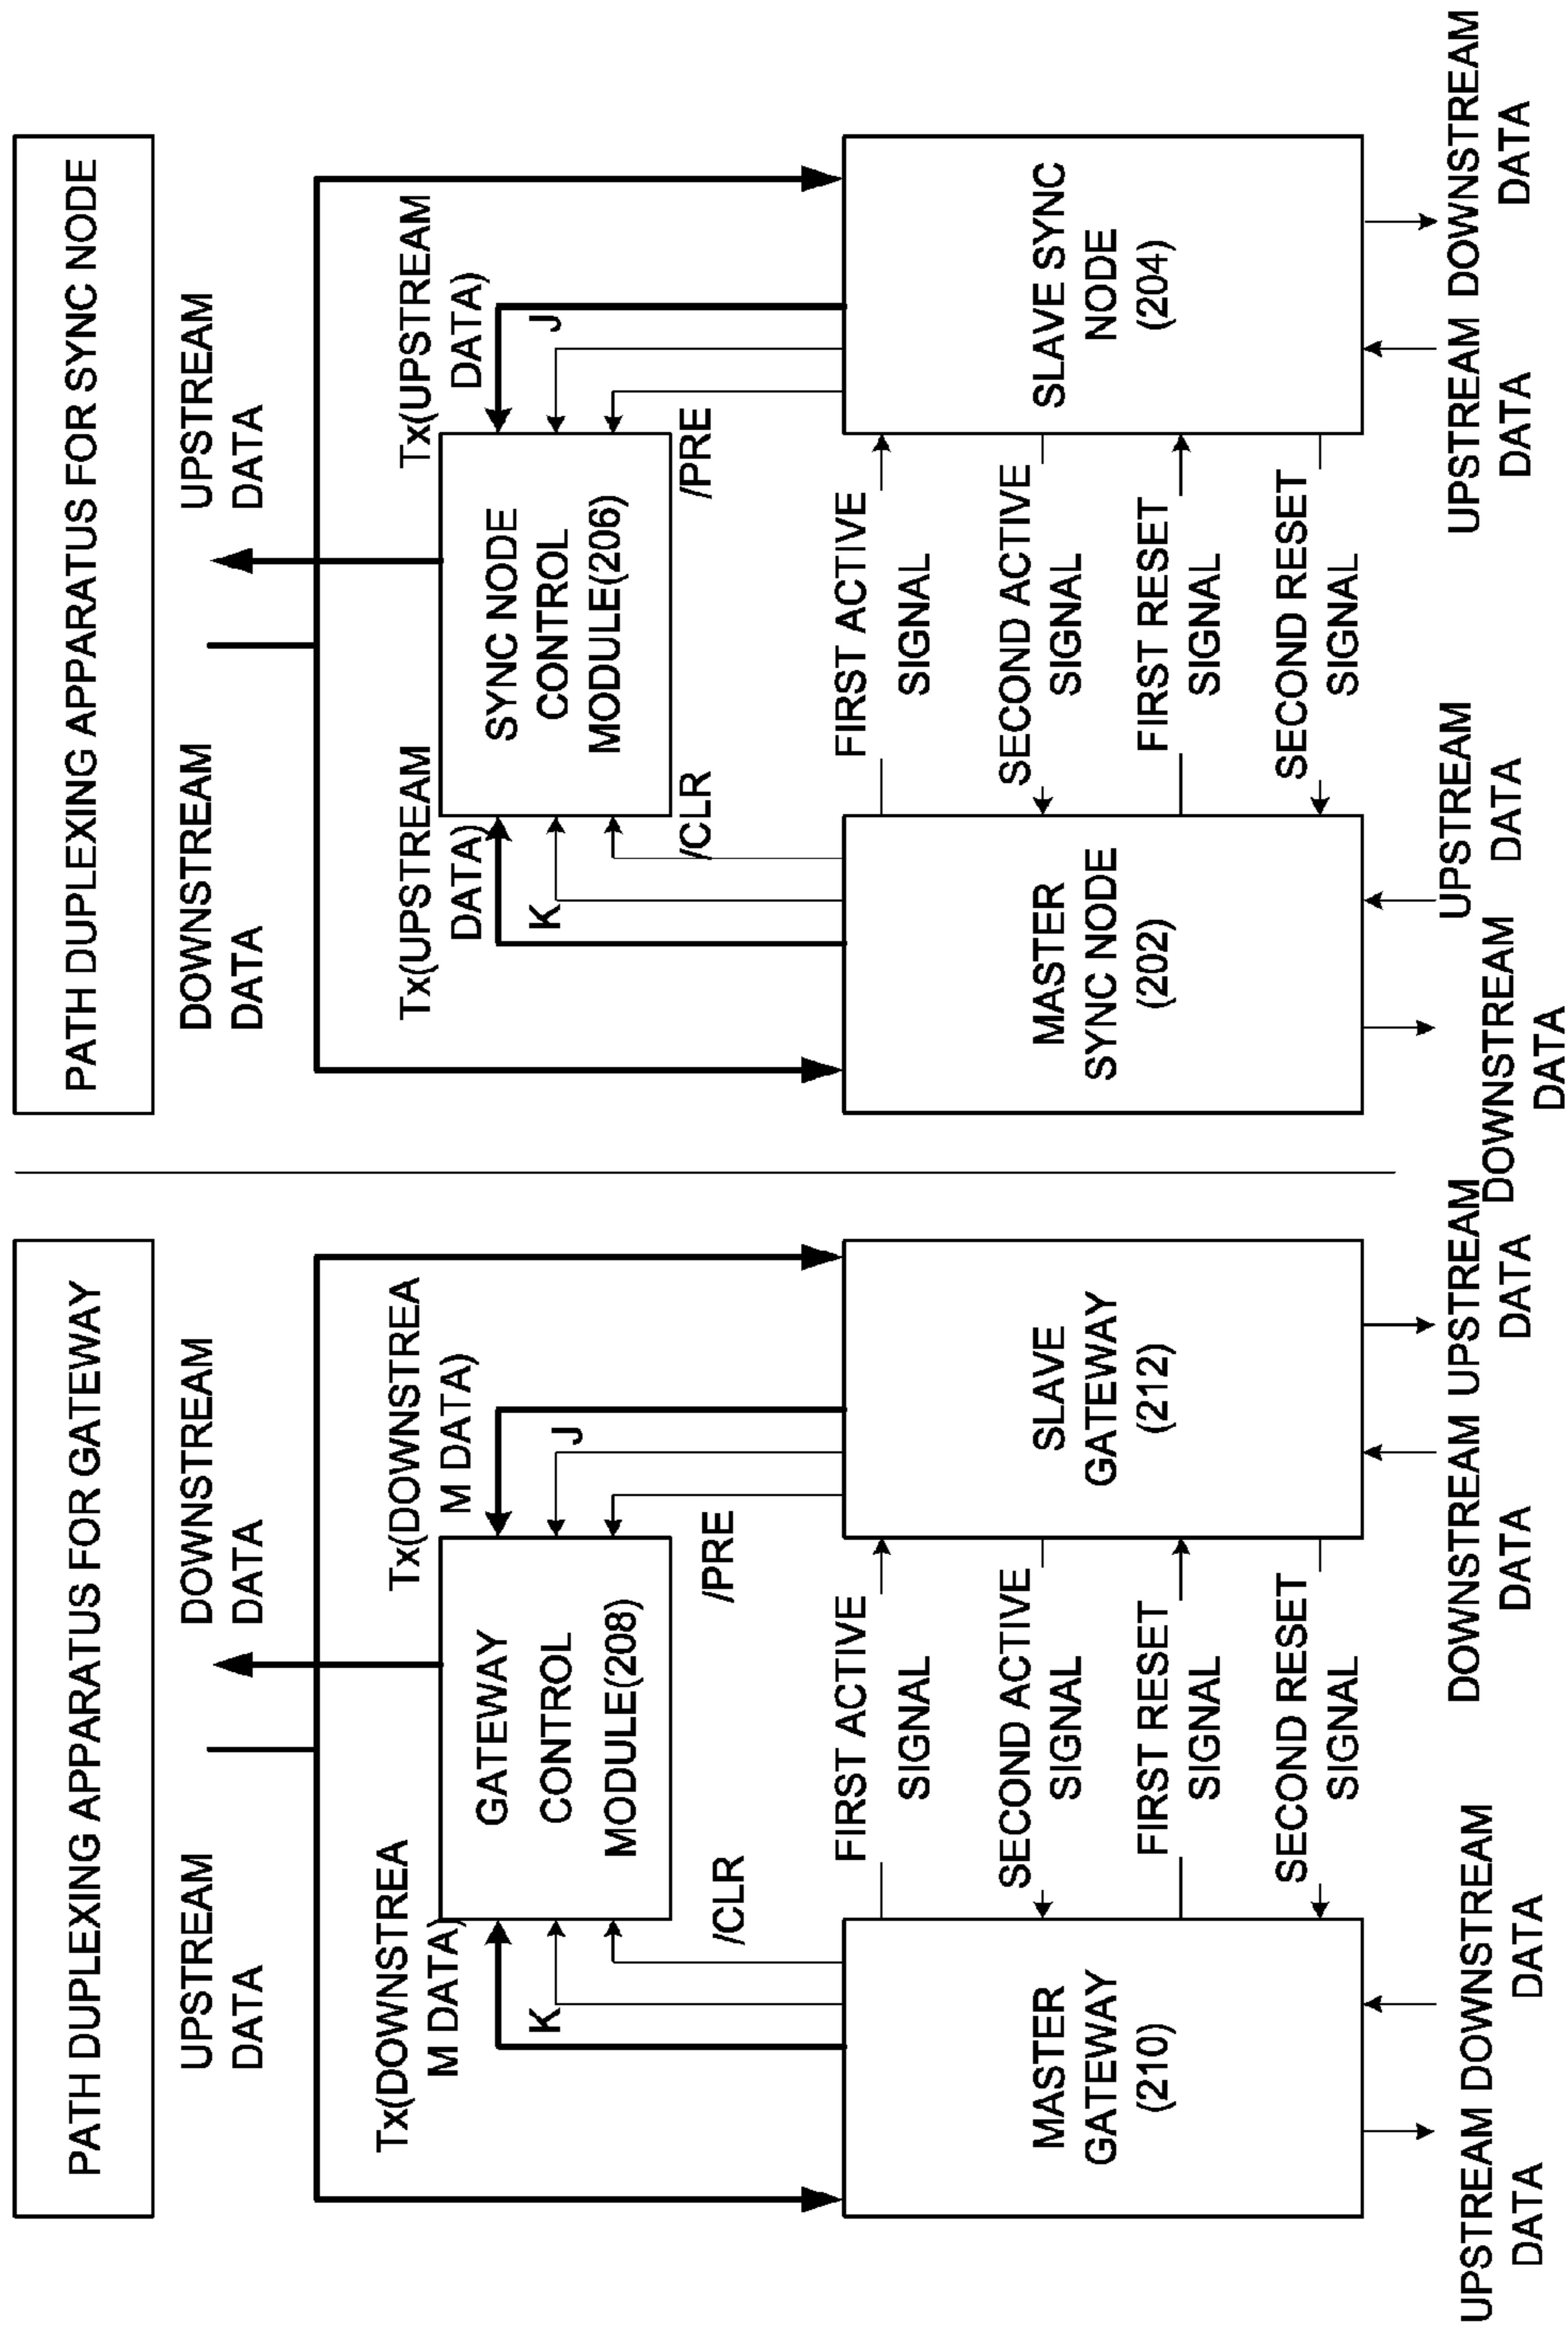 PATH DUPLEXING APPARATUS FOR GATEWAY
UPSTREAM
DATA
DOWNSTREAM
DATA
Tx(DOWNSTREA
M DATA)
Tx(DOWNSTREA
M DATA)
K
J
GATEWAY
CONTROL
MODULE(208)
/CLR
/PRE
FIRST ACTIVE
SIGNAL
SECOND ACTIVE
SIGNAL
FIRST RESET
SIGNAL
SECOND RESET
SIGNAL
MASTER
GATEWAY
(210)
SLAVE
GATEWAY
(212)
UPSTREAM
DATA
DOWNSTREAM
DATA
DOWNSTREAM
DATA
UPSTREAM
DATA
PATH DUPLEXING APPARATUS FOR SYNC NODE
DOWNSTREAM
DATA
UPSTREAM
DATA
Tx(UPSTREAM
DATA)
Tx(UPSTREAM
DATA)
K
J
SYNC NODE
CONTROL
MODULE(206)
/CLR
/PRE
FIRST ACTIVE
SIGNAL
SECOND ACTIVE
SIGNAL
FIRST RESET
SIGNAL
SECOND RESET
SIGNAL
MASTER
SYNC NODE
(202)
SLAVE SYNC
NODE
(204)
DOWNSTREAM
DATA
UPSTREAM
DATA
UPSTREAM
DATA
DOWNSTREAM
DATA